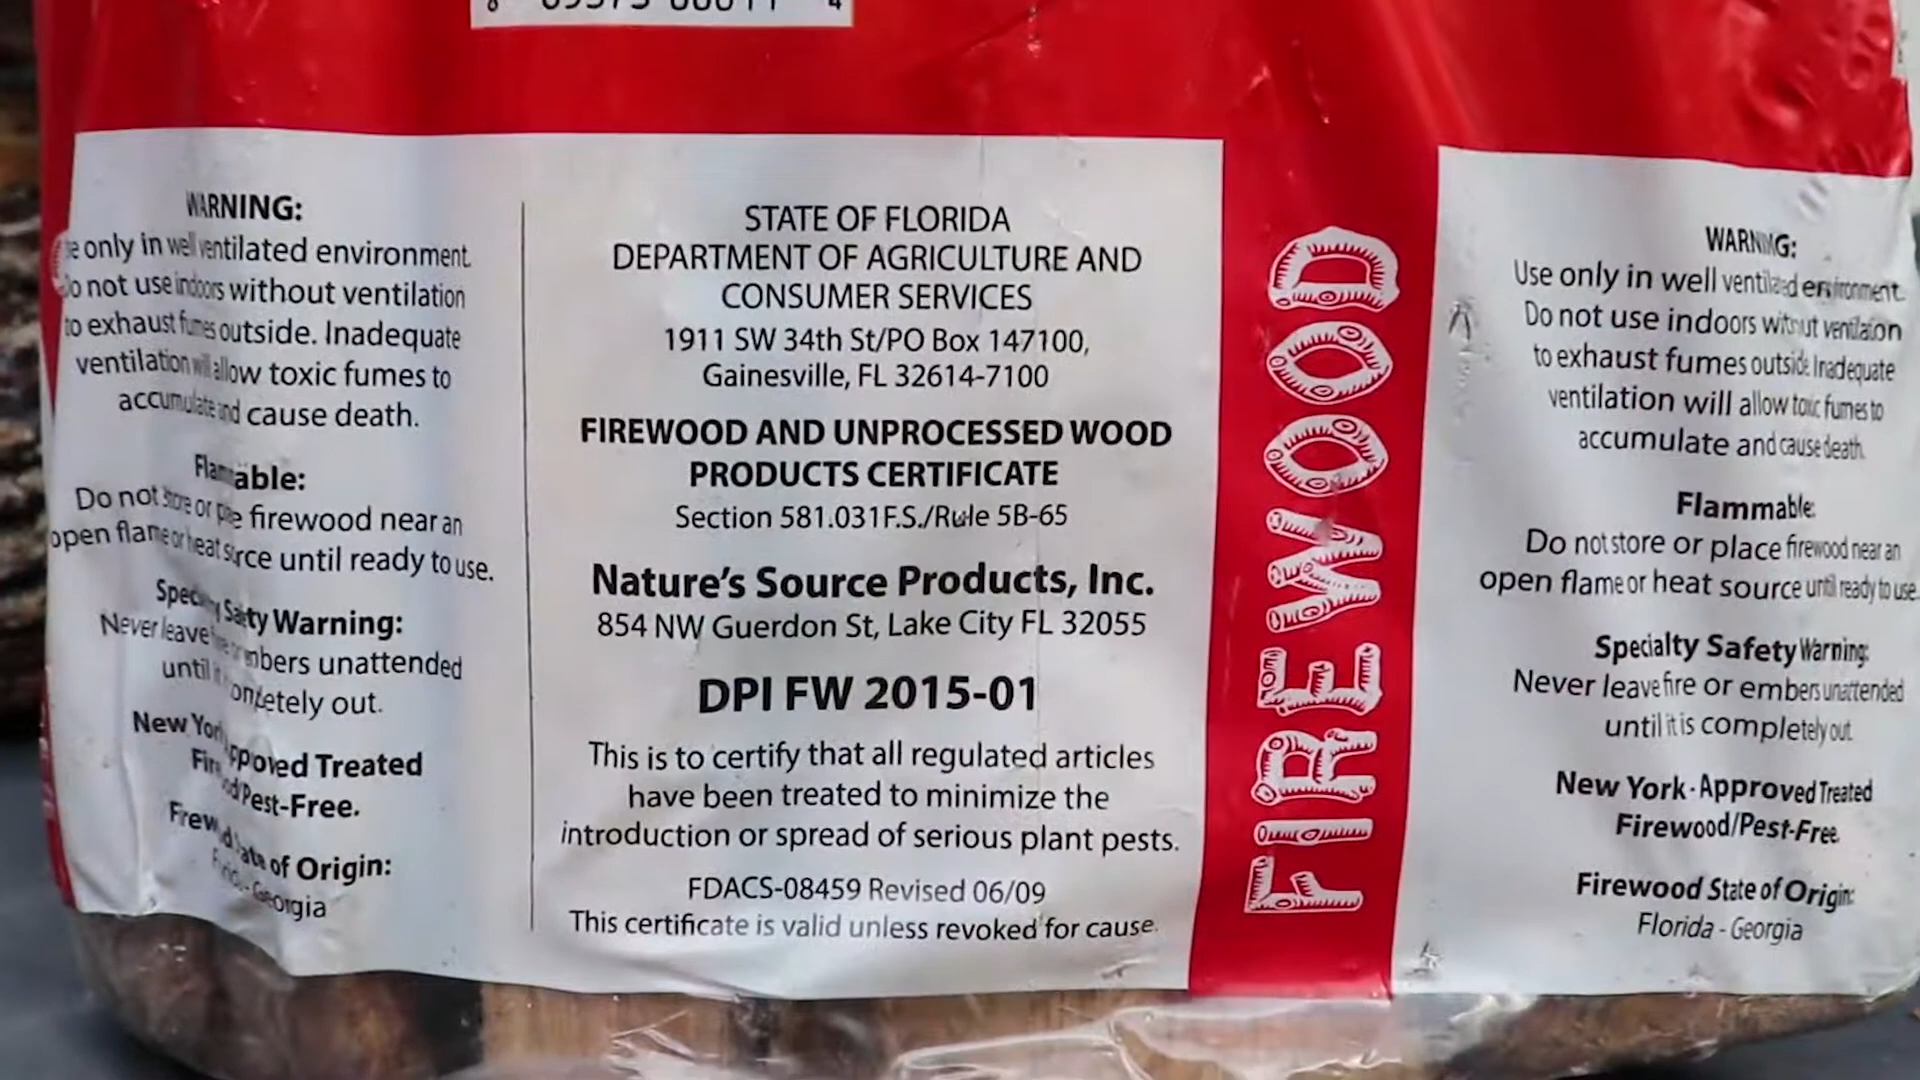 WARNING:
only in well ventilated environment.
Do not use indoors without ventilation
to exhaust fumes outside. Inadequate
ventilation will allow toxic fumes to
accumulate and cause death.
Flammable:
Do not store or place firewood near an
open flame or heat source until ready to use.
Safety Warning:
Never leave fire or embers unattended
until it completely out.
New York Approved Treated
Firewood/Pest-Free.
Firewood State of Origin:
Florida - Georgia
STATE OF FLORIDA
DEPARTMENT OF AGRICULTURE AND
CONSUMER SERVICES
1911 SW 34th St/PO Box 147100,
Gainesville, FL 32614-7100
FIREWOOD AND UNPROCESSED WOOD
PRODUCTS CERTIFICATE
Section 581.031F.S./Rule 5B-65
Nature's Source Products, Inc.
854 NW Guerdon St, Lake City FL 32055
DPI FW 2015-01
This is to certify that all regulated articles
have been treated to minimize the
introduction or spread of serious plant pests.
FDACS-08459 Revised 06/09
This certificate is valid unless revoked for cause.
FIREWOOD
WARNING:
Use only in well ventilated environment.
Do not use indoors without ventilation
to exhaust fumes outside. Inadequate
ventilation will allow toxic fumes to
accumulate and cause death.
Flammable:
Do not store or place firewood near an
open flame or heat source until ready to use.
Specialty Safety Warning:
Never leave fire or embers unattended
until it is completely out.
New York - Approved Treated
Firewood/Pest-Free.
Firewood State of Origin:
Florida - Georgia